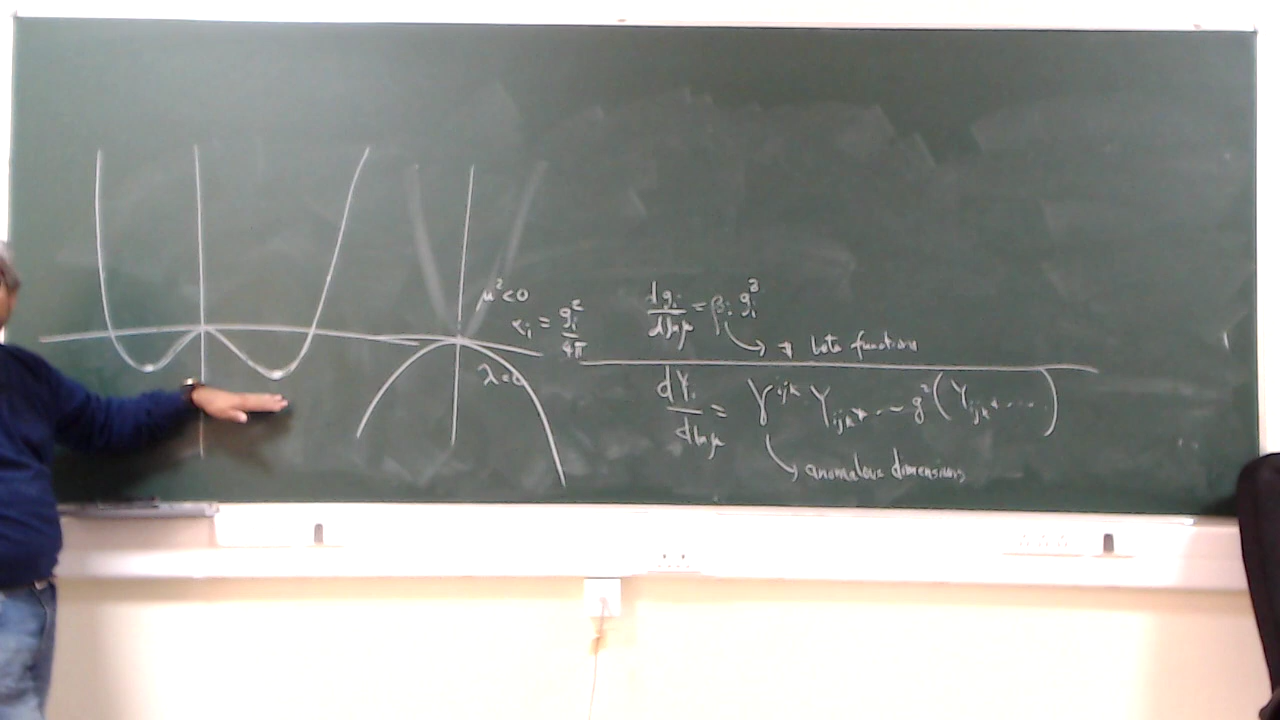 μ² < 0
αᵢ = gᵢ² / 4π
λ = 0
dgᵢ / dlnμ = βᵢ gᵢ³
→ beta functions
dYᵢ / dlnμ = γ^{ijk} Y_{ijk} + ... - g² (Y_{ijk} + ....)
→ anomalous dimensions